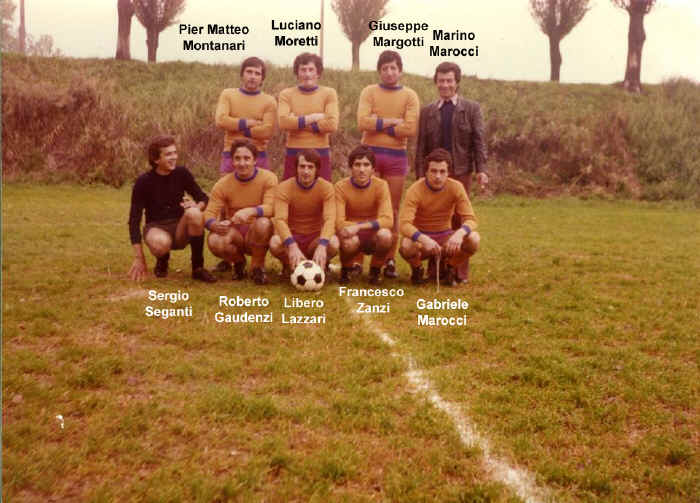 Pier Matteo
Montanari
Luciano
Moretti
Giuseppe
Margotti
Marino
Marocci
Sergio
Seganti
Roberto
Gaudenzi
Libero
Lazzari
Francesco
Zanzi
Gabriele
Marocci